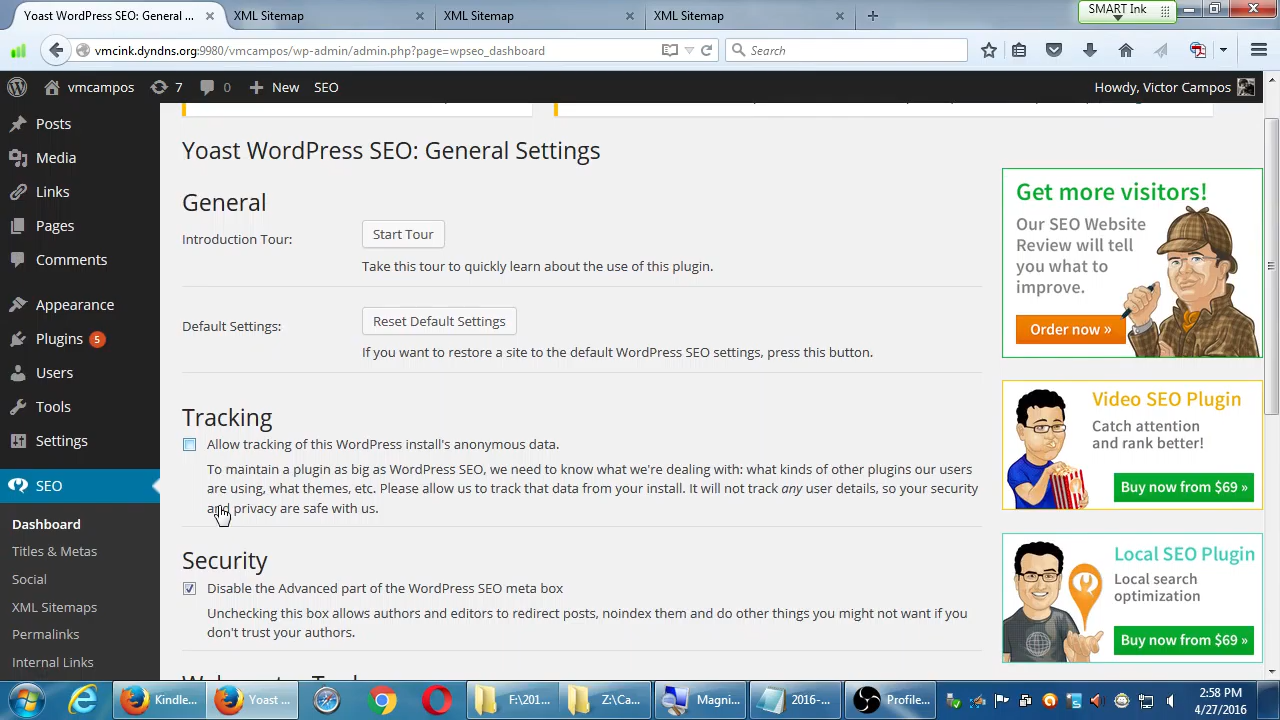 Yoast WordPress SEO: General ...
XML Sitemap
XML Sitemap
XML Sitemap
SMART Ink
vmcink.dyndns.org:9980/vmcampos/wp-admin/admin.php?page=wpseo_dashboard
Search
vmcampos
7
0
New
SEO
Howdy, Victor Campos
Posts
Media
Links
Pages
Comments
Appearance
Plugins 5
Users
Tools
Settings
SEO
Dashboard
Titles & Metas
Social
XML Sitemaps
Permalinks
Internal Links
Yoast WordPress SEO: General Settings
General
Introduction Tour:
Start Tour
Take this tour to quickly learn about the use of this plugin.
Default Settings:
Reset Default Settings
If you want to restore a site to the default WordPress SEO settings, press this button.
Tracking
Allow tracking of this WordPress install's anonymous data.
To maintain a plugin as big as WordPress SEO, we need to know what we're dealing with: what kinds of other plugins our users
are using, what themes, etc. Please allow us to track that data from your install. It will not track any user details, so your security
and privacy are safe with us.
Security
Disable the Advanced part of the WordPress SEO meta box
Unchecking this box allows authors and editors to redirect posts, noindex them and do other things you might not want if you
don't trust your authors.
Get more visitors!
Our SEO Website
Review will tell
you what to
improve.
Order now »
Video SEO Plugin
Catch attention
and rank better!
Buy now from $69 »
Local SEO Plugin
Local search
optimization
Buy now from $69 »
Kindle...
Yoast ...
F:\201...
Z:\Ca...
Magni...
2016-...
Profile...
2:58 PM
4/27/2016